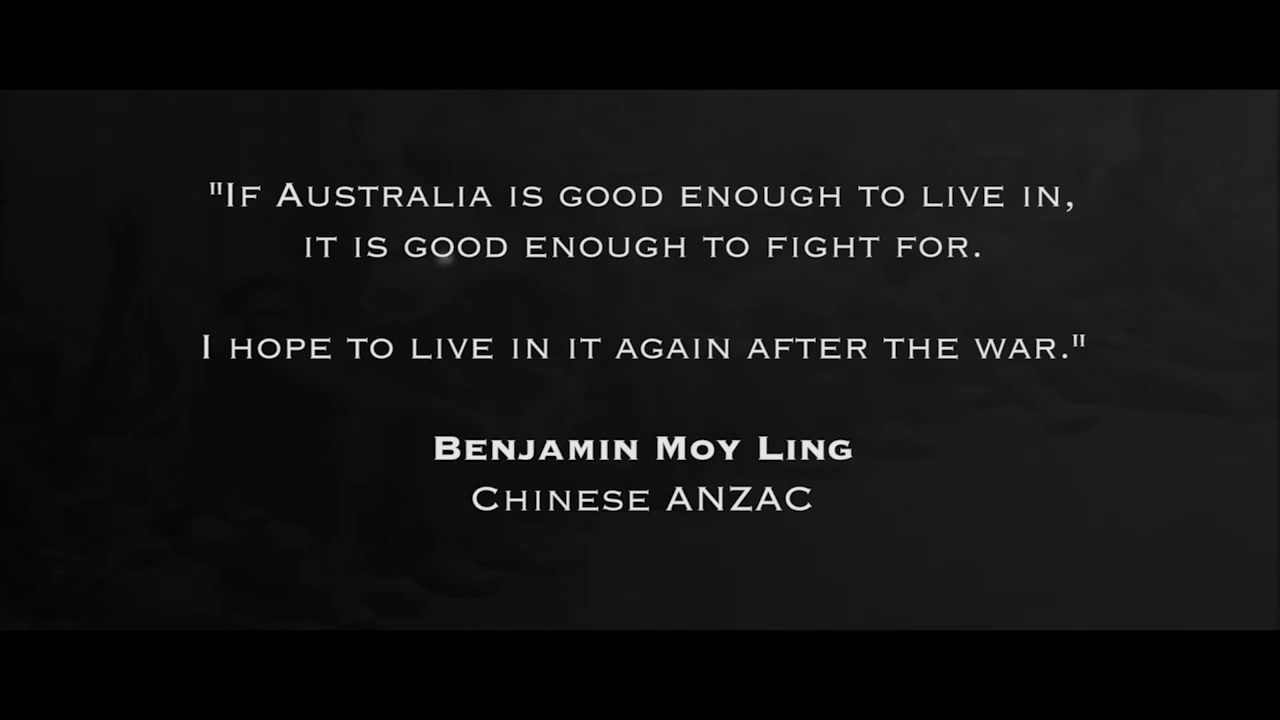 "If Australia is good enough to live in,
it is good enough to fight for.
I hope to live in it again after the war."
Benjamin Moy Ling
Chinese ANZAC